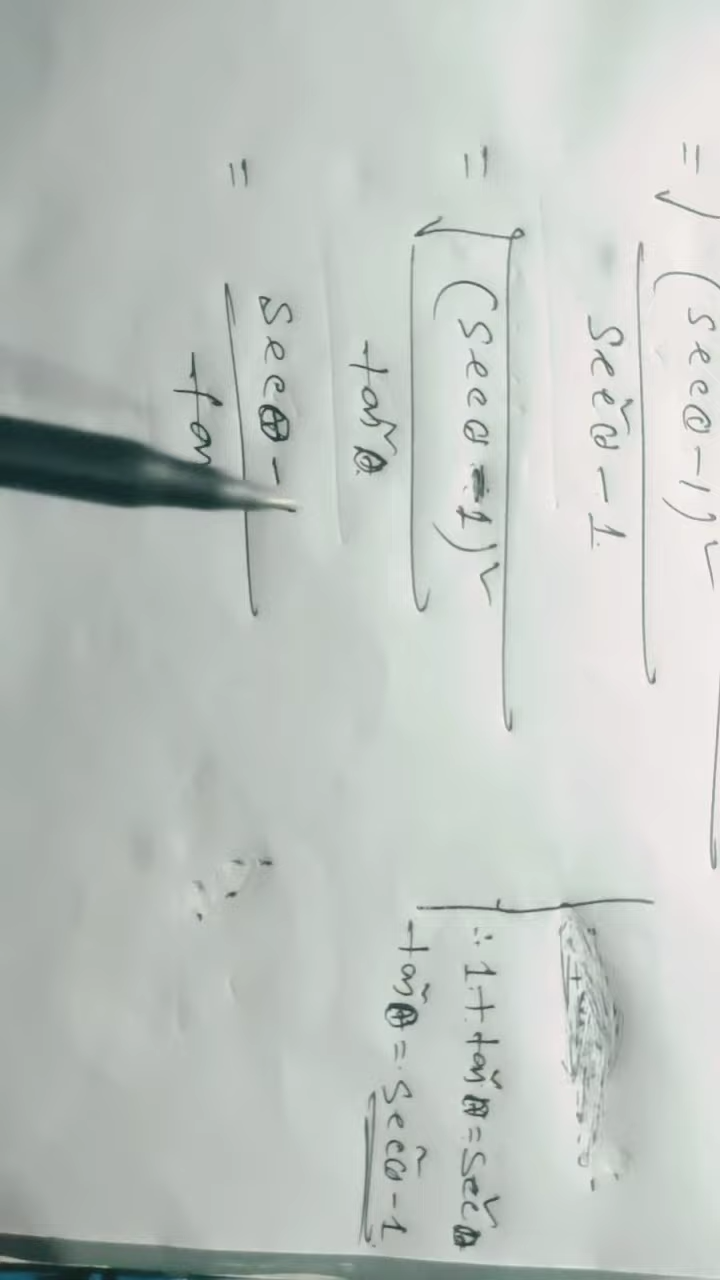 = √(secθ-1)²
sec²θ-1
= √(secθ-1)²
tan²θ
= secθ-
tan
∴ 1+tan²θ=sec²θ
tan²θ=sec²θ-1